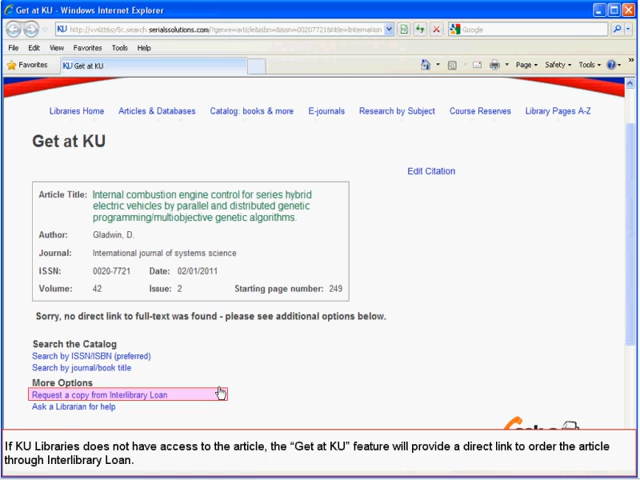 Get at KU - Windows Internet Explorer
File Edit View Favorites Tools Help
Google
Favorites
KU Get at KU
Page Safety Tools
Libraries Home Articles & Databases Catalog: books & more E-journals Research by Subject Course Reserves Library Pages A-Z
Get at KU
Edit Citation
Article Title: Internal combustion engine control for series hybrid
electric vehicles by parallel and distributed genetic
programming/multiobjective genetic algorithms.
Author: Gladwin, D.
Journal: International journal of systems science
ISSN: 0020-7721 Date: 02/01/2011
Volume: 42 Issue: 2 Starting page number: 249
Sorry, no direct link to full-text was found - please see additional options below.
Search the Catalog
Search by ISSN/ISBN (preferred)
Search by journal/book title
More Options
Request a copy from Interlibrary Loan
Ask a Librarian for help
If KU Libraries does not have access to the article, the “Get at KU” feature will provide a direct link to order the article
through Interlibrary Loan.